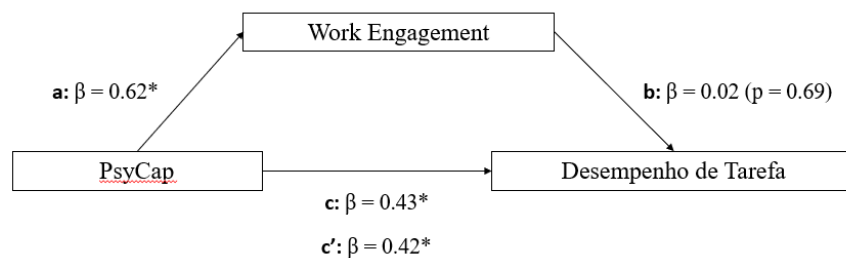 Work Engagement
a: β = 0.62*
b: β = 0.02 (p = 0.69)
PsyCap
Desempenho de Tarefa
c: β = 0.43*
c’: β = 0.42*